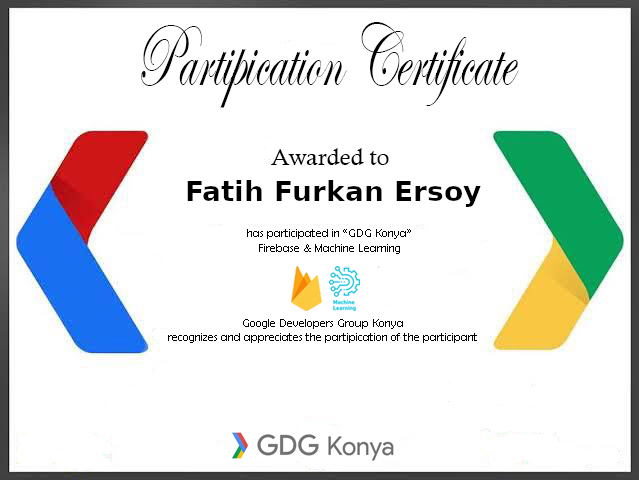 Partipication Certificate
Awarded to
Fatih Furkan Ersoy
has participated in “GDG Konya”
Firebase & Machine Learning
Machine
Learning
Google Developers Group Konya
recognizes and appreciates the partipication of the participant
GDG Konya